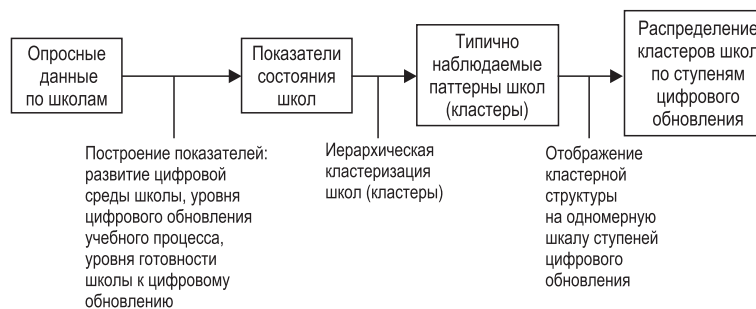 Опросные
данные
по школам
Показатели
состояния
школ
Типично
наблюдаемые
паттерны школ
(кластеры)
Распределение
кластеров школ
по ступеням
цифрового
обновления
Построение показателей:
развитие цифровой
среды школы, уровня
цифрового обновления
учебного процесса,
уровня готовности
школы к цифровому
обновлению
Иерархическая
кластеризация
школ (кластеры)
Отображение
кластерной
структуры
на одномерную
шкалу ступеней
цифрового
обновления